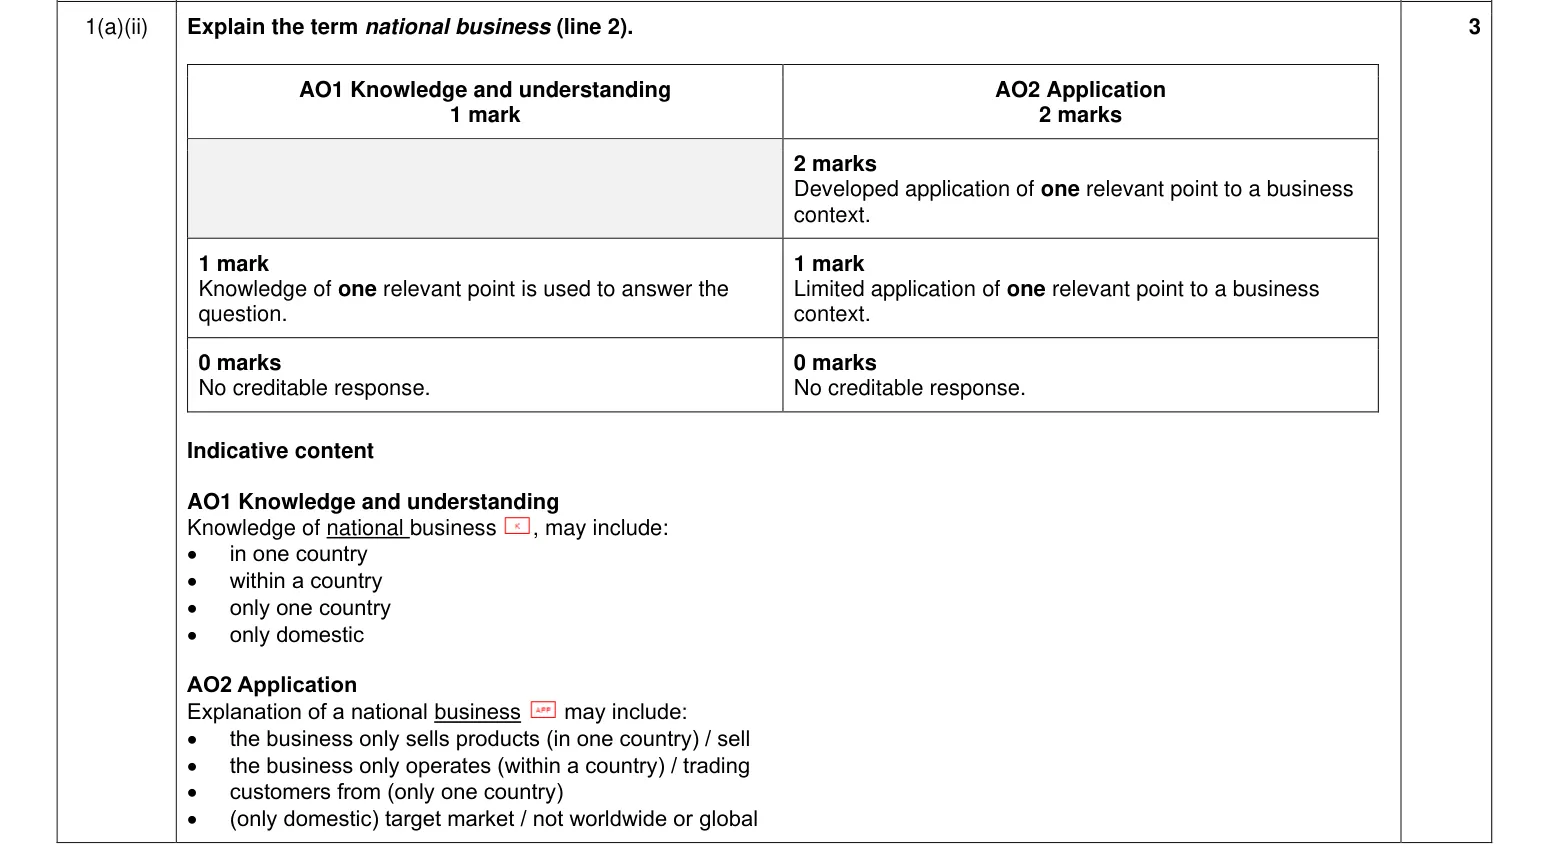 1(a)(ii) Explain the term national business (line 2). 3
AO1 Knowledge and understanding
1 mark
AO2 Application
2 marks
2 marks
Developed application of one relevant point to a business
context.
1 mark
Knowledge of one relevant point is used to answer the
question.
1 mark
Limited application of one relevant point to a business
context.
0 marks
No creditable response.
0 marks
No creditable response.
Indicative content
AO1 Knowledge and understanding
Knowledge of national business K, may include:
• in one country
• within a country
• only one country
• only domestic
AO2 Application
Explanation of a national business APP may include:
• the business only sells products (in one country) / sell
• the business only operates (within a country) / trading
• customers from (only one country)
• (only domestic) target market / not worldwide or global